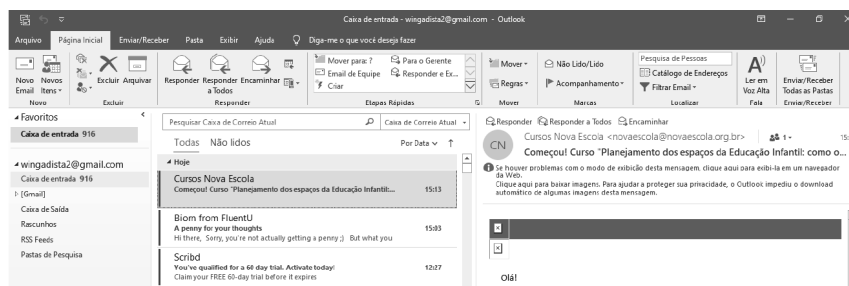 Caixa de entrada - wingadista2@gmail.com - Outlook
Arquivo Página Inicial Enviar/Receber Pasta Exibir Ajuda Diga-me o que você deseja fazer
Novo Email
Novos Itens
Excluir Arquivar
Responder Responder a Todos Encaminhar
Mover para: ?
Email de Equipe
Criar
Para o Gerente
Responder e Ex...
Mover
Regras
Não Lido/Lido
Acompanhamento
Pesquisa de Pessoas
Catálogo de Endereços
Filtrar Email
Ler em Voz Alta
Enviar/Receber Todas as Pastas
Novo Excluir Responder Etapas Rápidas Mover Marcas Localizar Fala Enviar/Receber
Favoritos
Caixa de entrada 916
wingadista2@gmail.com
Caixa de entrada 916
[Gmail]
Caixa de Saída
Rascunhos
RSS Feeds
Pastas de Pesquisa
Pesquisar Caixa de Correio Atual Caixa de Correio Atual
Todas Não lidos Por Data
Hoje
Cursos Nova Escola
Começou! Curso "Planejamento dos espaços da Educação Infantil:... 15:13
Biorn from FluentU
A penny for your thoughts 15:03
Hi there, Sorry, you're not actually getting a penny ;) But what you
Scribd
You've qualified for a 60 day trial. Activate today! 12:27
Claim your FREE 60-day trial before it expires
Responder Responder a Todos Encaminhar
CN
Cursos Nova Escola <novaescola@novaescola.org.br> 1 15:
Começou! Curso "Planejamento dos espaços da Educação Infantil: como o...
Se houver problemas com o modo de exibição desta mensagem, clique aqui para exibi-la em um navegador
da Web.
Clique aqui para baixar imagens. Para ajudar a proteger sua privacidade, o Outlook impediu o download
automático de algumas imagens desta mensagem.
Olá!